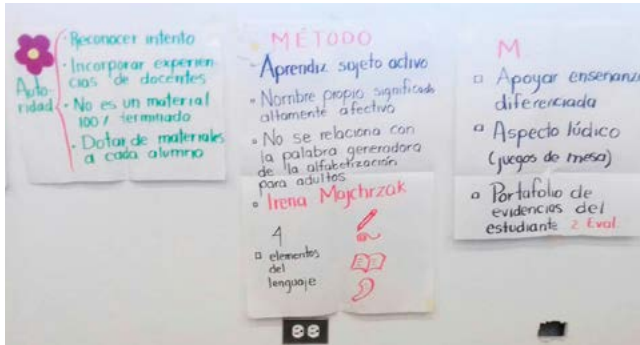 Auto-
ridad
· Reconocer intento
· Incorporar experien-
cias de docentes
· No es un material
100% terminado
· Dotar de materiales
a cada alumno
MÉTODO
· Aprendiz sujeto activo
· Nombre propio significado
altamente afectivo
· No se relaciona con
la palabra generadora
de la alfabetización
para adultos
· Irena Majchrzak
4
elementos
del
lenguaje
M
Apoyar enseñanza
diferenciada
Aspecto lúdico
(juegos de mesa)
Portafolio de
evidencias del
estudiante 2 Eval